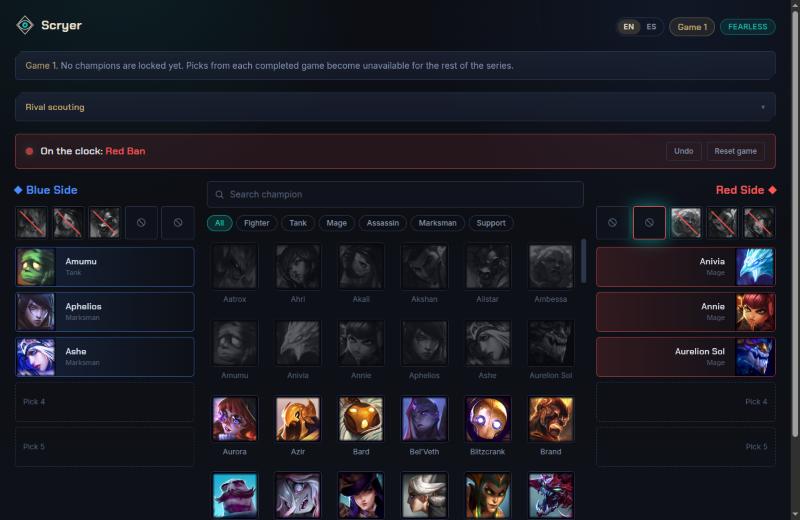 Scryer
EN ES Game 1 FEARLESS
Game 1. No champions are locked yet. Picks from each completed game become unavailable for the rest of the series.
Rival scouting
On the clock: Red Ban
Undo Reset game
Blue Side
Search champion
Red Side
All Fighter Tank Mage Assassin Marksman Support
Amumu
Tank
Aphelios
Marksman
Ashe
Marksman
Pick 4
Pick 5
Aatrox Ahri Akali Akshan Alistar Ambessa
Amumu Anivia Annie Aphelios Ashe Aurelion Sol
Aurora Azir Bard Bel'Veth Blitzcrank Brand
Anivia
Mage
Annie
Mage
Aurelion Sol
Mage
Pick 4
Pick 5